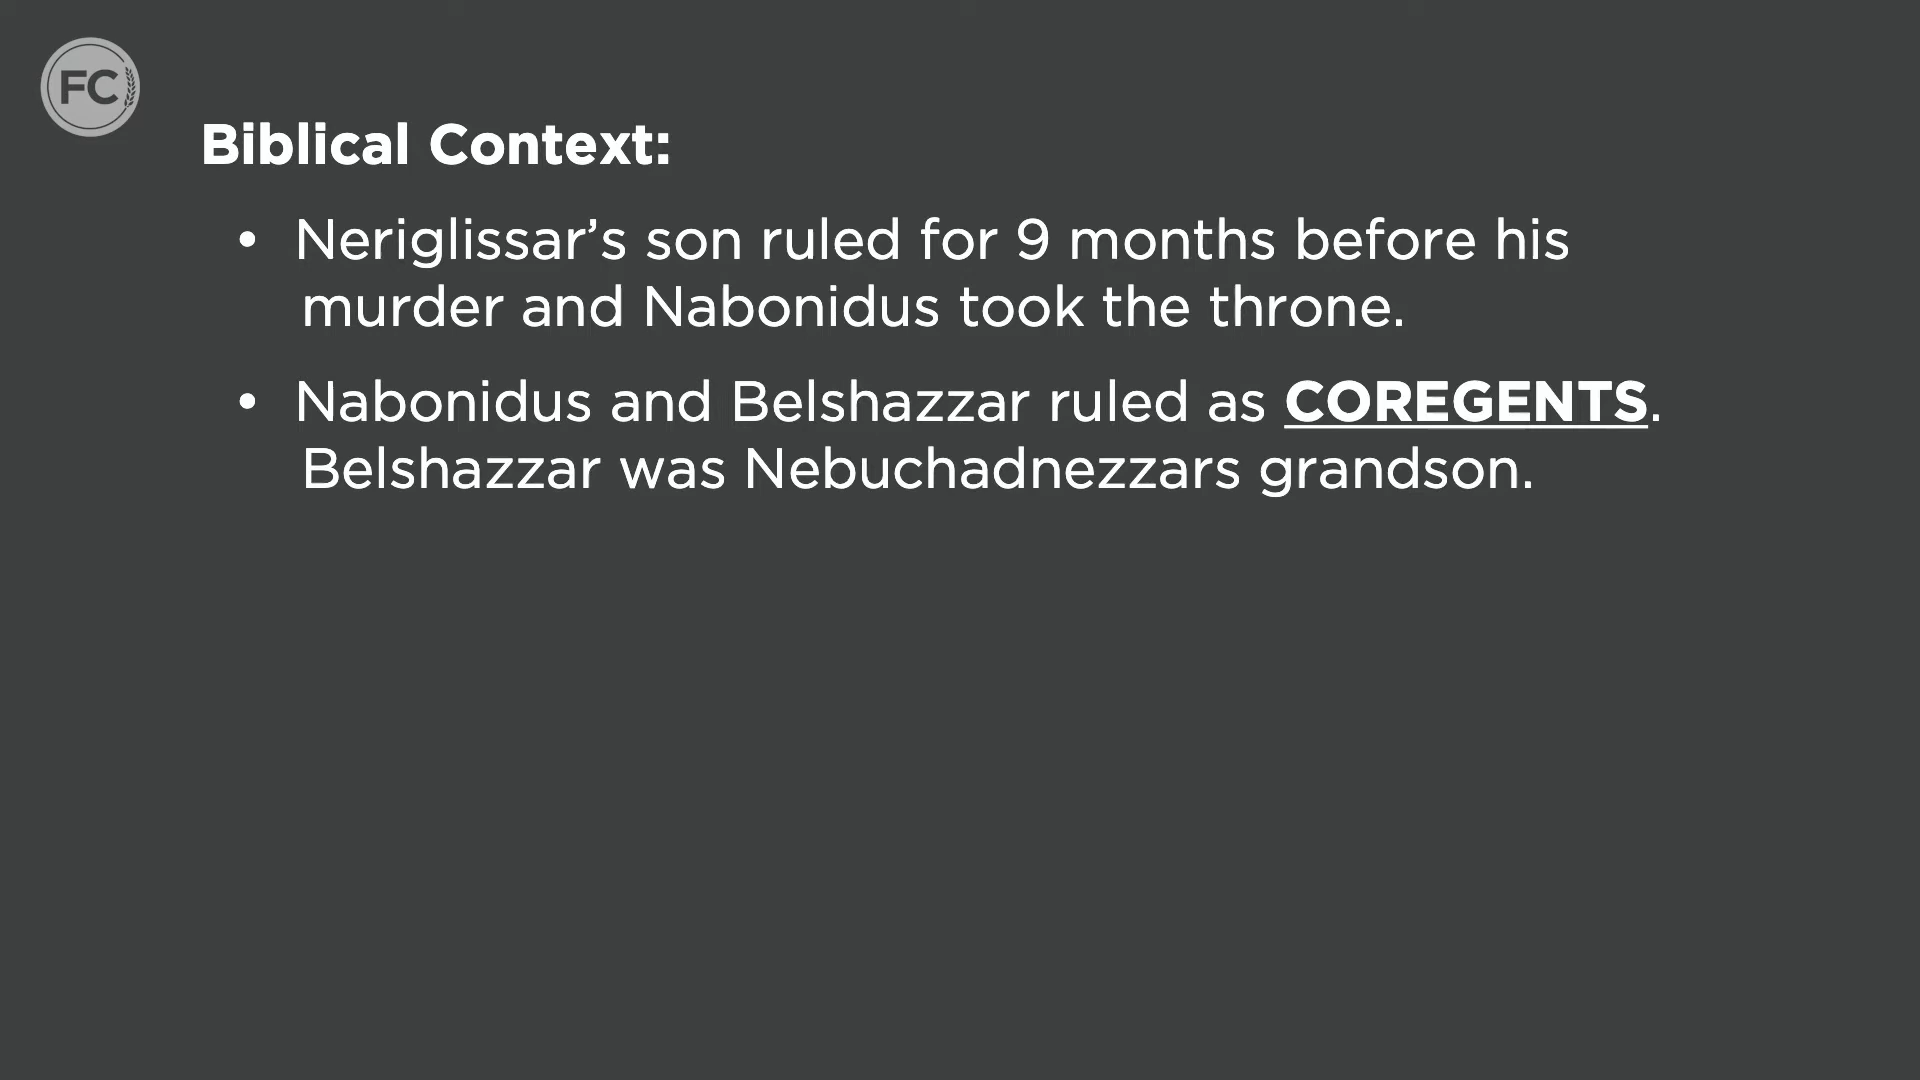 FC
Biblical Context:
• Neriglissar’s son ruled for 9 months before his
murder and Nabonidus took the throne.
• Nabonidus and Belshazzar ruled as COREGENTS.
Belshazzar was Nebuchadnezzars grandson.